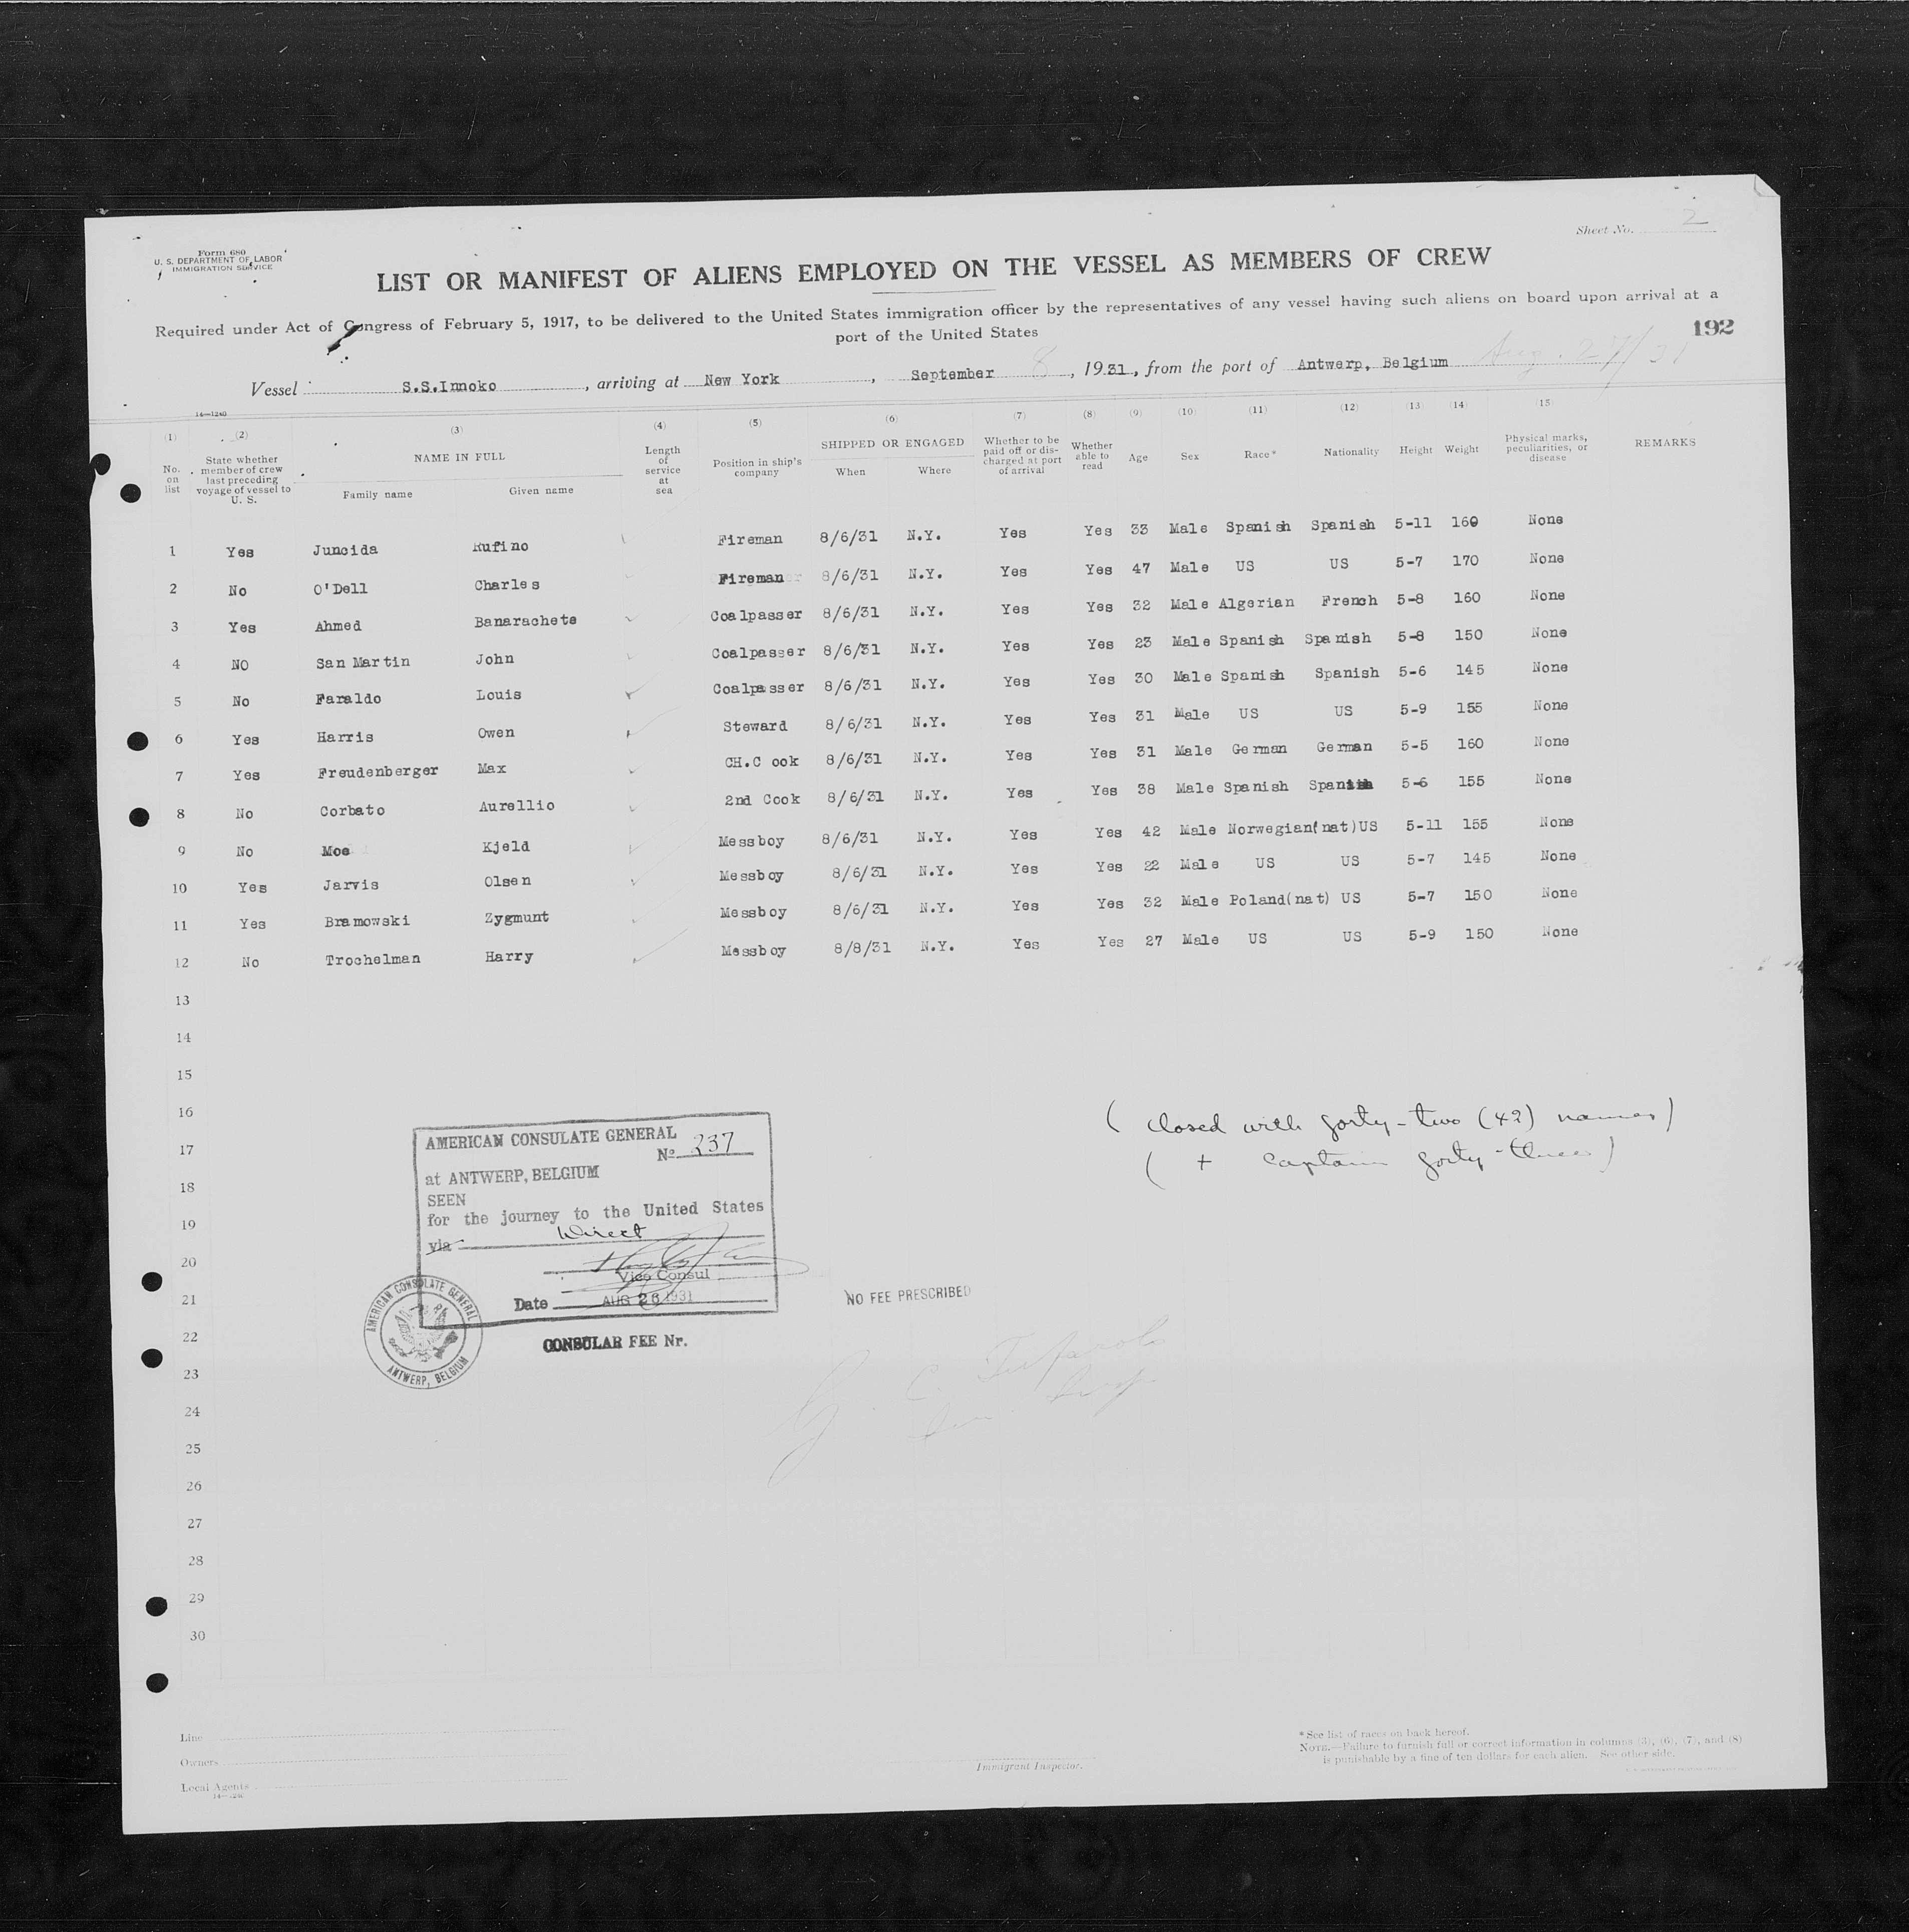 Sheet No. 2
Form 680
U. S. DEPARTMENT OF LABOR
IMMIGRATION SERVICE
LIST OR MANIFEST OF ALIENS EMPLOYED ON THE VESSEL AS MEMBERS OF CREW
Required under Act of Congress of February 5, 1917, to be delivered to the United States immigration officer by the representatives of any vessel having such aliens on board upon arrival at a
port of the United States
192
Vessel S.S.Innoko, arriving at New York, September 8, 1931, from the port of Antwerp, Belgium Aug. 27/31
14—1240
(1) (2) (3) (4) (5) (6) (7) (8) (9) (10) (11) (12) (13) (14) (15)
No. on list
State whether member of crew last preceding voyage of vessel to U. S.
NAME IN FULL
Family name Given name
Length of service at sea
Position in ship's company
SHIPPED OR ENGAGED
When Where
Whether to be paid off or discharged at port of arrival
Whether able to read
Age Sex Race* Nationality Height Weight
Physical marks, peculiarities, or disease
REMARKS
1 Yes Juncida Rufino Fireman 8/6/31 N.Y. Yes Yes 33 Male Spanish Spanish 5-11 160 None
2 No O'Dell Charles Fireman 8/6/31 N.Y. Yes Yes 47 Male US US 5-7 170 None
3 Yes Ahmed Banarachete Coalpasser 8/6/31 N.Y. Yes Yes 32 Male Algerian French 5-8 160 None
4 NO San Martin John Coalpasser 8/6/31 N.Y. Yes Yes 23 Male Spanish Spanish 5-8 150 None
5 No Faraldo Louis Coalpasser 8/6/31 N.Y. Yes Yes 30 Male Spanish Spanish 5-6 145 None
6 Yes Harris Owen Steward 8/6/31 N.Y. Yes Yes 31 Male US US 5-9 155 None
7 Yes Freudenberger Max CH.C ook 8/6/31 N.Y. Yes Yes 31 Male German German 5-5 160 None
8 No Corbato Aurellio 2nd Cook 8/6/31 N.Y. Yes Yes 38 Male Spanish Spanish 5-6 155 None
9 No Moe Kjeld Messboy 8/6/31 N.Y. Yes Yes 42 Male Norwegian(nat)US 5-11 155 None
10 Yes Jarvis Olsen Messboy 8/6/31 N.Y. Yes Yes 22 Male US US 5-7 145 None
11 Yes Bramowski Zygmunt Messboy 8/6/31 N.Y. Yes Yes 32 Male Poland(nat) US 5-7 150 None
12 No Trochelman Harry Messboy 8/8/31 N.Y. Yes Yes 27 Male US US 5-9 150 None
13
14
15
16
17
18
19
20
21
22
23
24
25
26
27
28
29
30
( Closed with forty-two (42) names)
( + Captain forty-three)
AMERICAN CONSULATE GENERAL
No 237
at ANTWERP, BELGIUM
SEEN
for the journey to the United States
via Direct
Vice Consul
Date AUG 26 1931
AMERICAN CONSULATE GENERAL
ANTWERP, BELGIUM
CONSULAR FEE Nr.
NO FEE PRESCRIBED
Line
Owners
Local Agents
14—1240
Immigrant Inspector.
* See list of races on back hereof.
NOTE.—Failure to furnish full or correct information in columns (3), (6), (7), and (8)
is punishable by a fine of ten dollars for each alien. See other side.